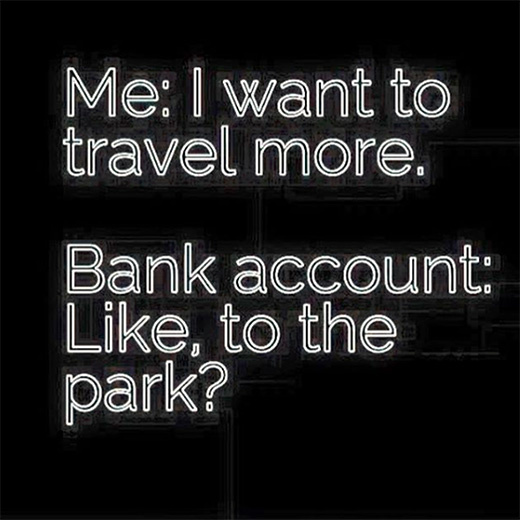 Me: I want to
travel more.
Bank account:
Like, to the
park?